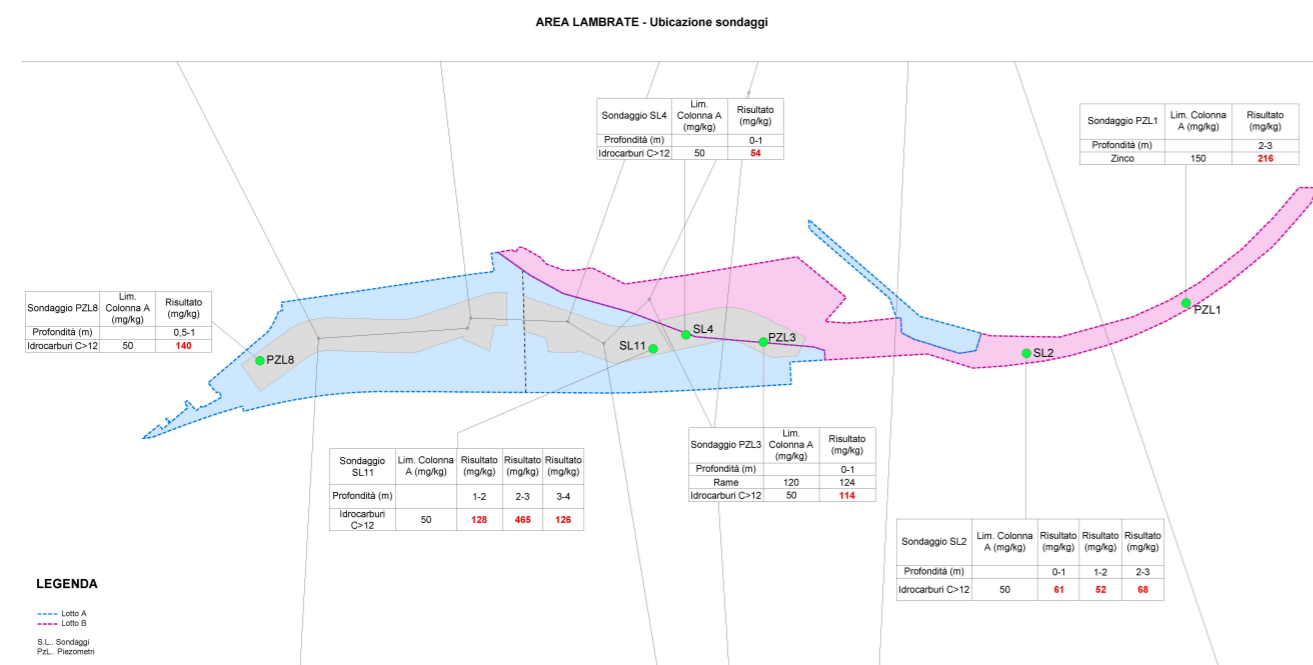 AREA LAMBRATE - Ubicazione sondaggi
Sondaggio SL4
Lim.
Colonna A
(mg/kg)
Risultato
(mg/kg)
Profondità (m) 0-1
Idrocarburi C>12 50 54
Sondaggio PZL1
Lim. Colonna
A (mg/kg)
Risultato
(mg/kg)
Profondità (m) 2-3
Zinco 150 216
Sondaggio PZL8
Lim.
Colonna A
(mg/kg)
Risultato
(mg/kg)
Profondità (m) 0,5-1
Idrocarburi C>12 50 140
PZL1
SL4
PZL3
SL11
SL2
PZL8
Sondaggio PZL3
Lim.
Colonna A
(mg/kg)
Risultato
(mg/kg)
Profondità (m) 0-1
Rame 120 124
Idrocarburi C>12 50 114
Sondaggio
SL11
Lim. Colonna
A (mg/kg)
Risultato
(mg/kg)
Risultato
(mg/kg)
Risultato
(mg/kg)
Profondità (m) 1-2 2-3 3-4
Idrocarburi
C>12
50 128 465 126
Sondaggio SL2
Lim. Colonna
A (mg/kg)
Risultato
(mg/kg)
Risultato
(mg/kg)
Risultato
(mg/kg)
Profondità (m) 0-1 1-2 2-3
Idrocarburi C>12 50 61 52 68
LEGENDA
Lotto A
Lotto B
S.L.. Sondaggi
PzL.. Piezometri